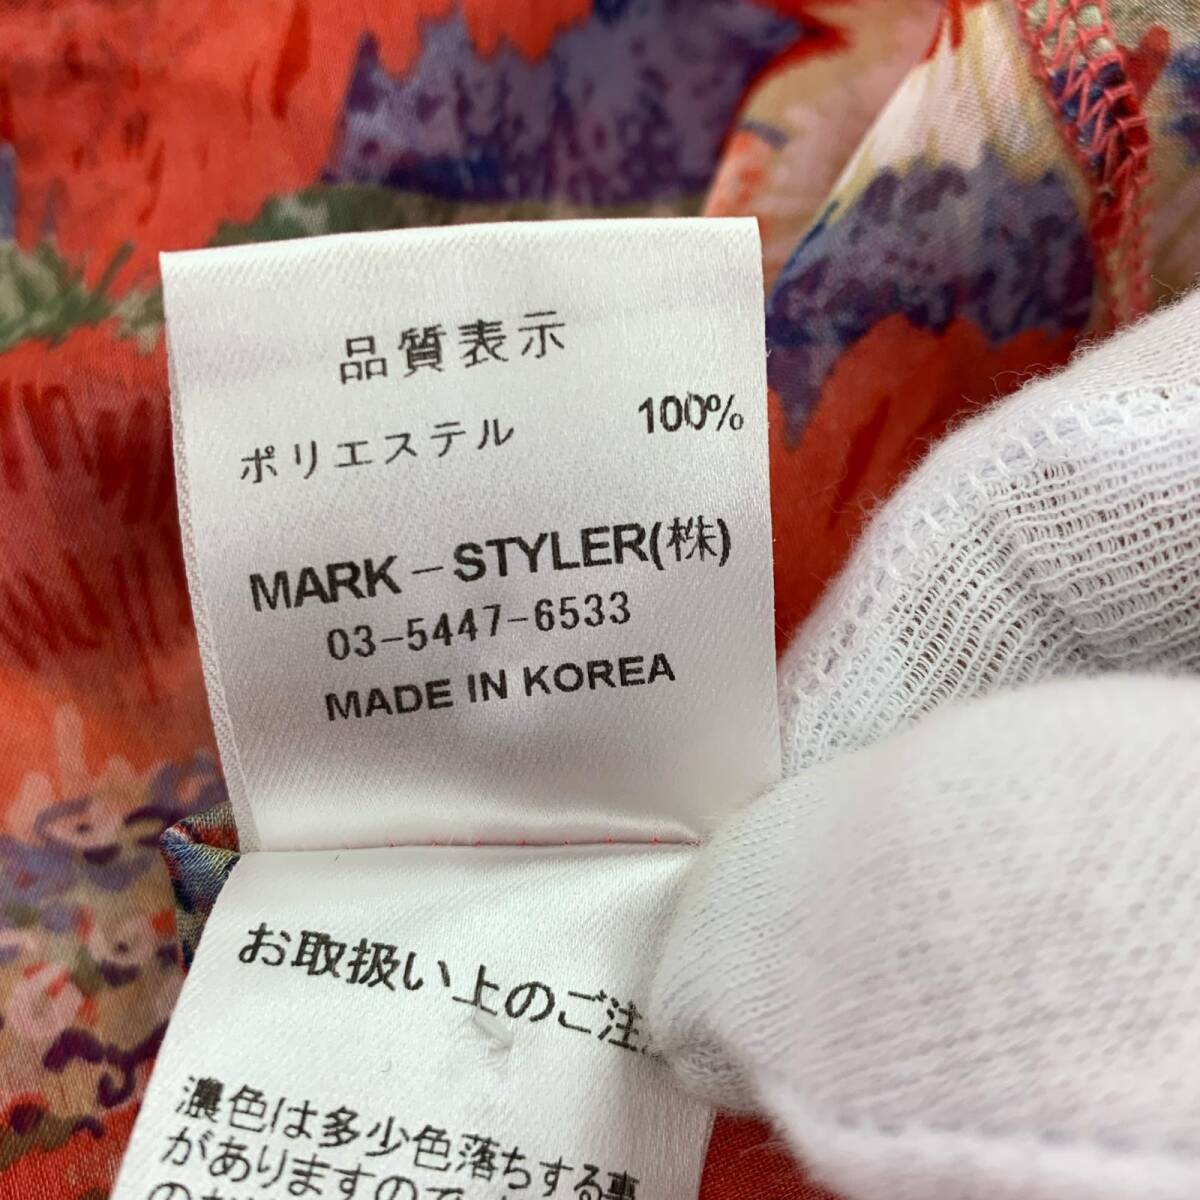 品質表示
ポリエステル 100%
MARK-STYLER(株)
03-5447-6533
MADE IN KOREA
お取扱い上のご注
濃色は多少色落ちする事
がありますので